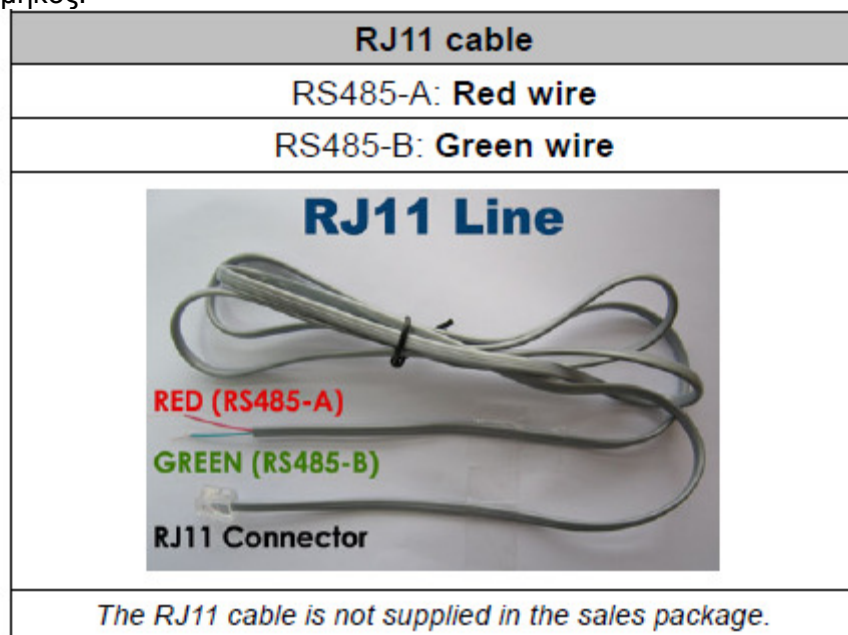 μήκος.
RJ11 cable
RS485-A: Red wire
RS485-B: Green wire
RJ11 Line
RED (RS485-A)
GREEN (RS485-B)
RJ11 Connector
The RJ11 cable is not supplied in the sales package.